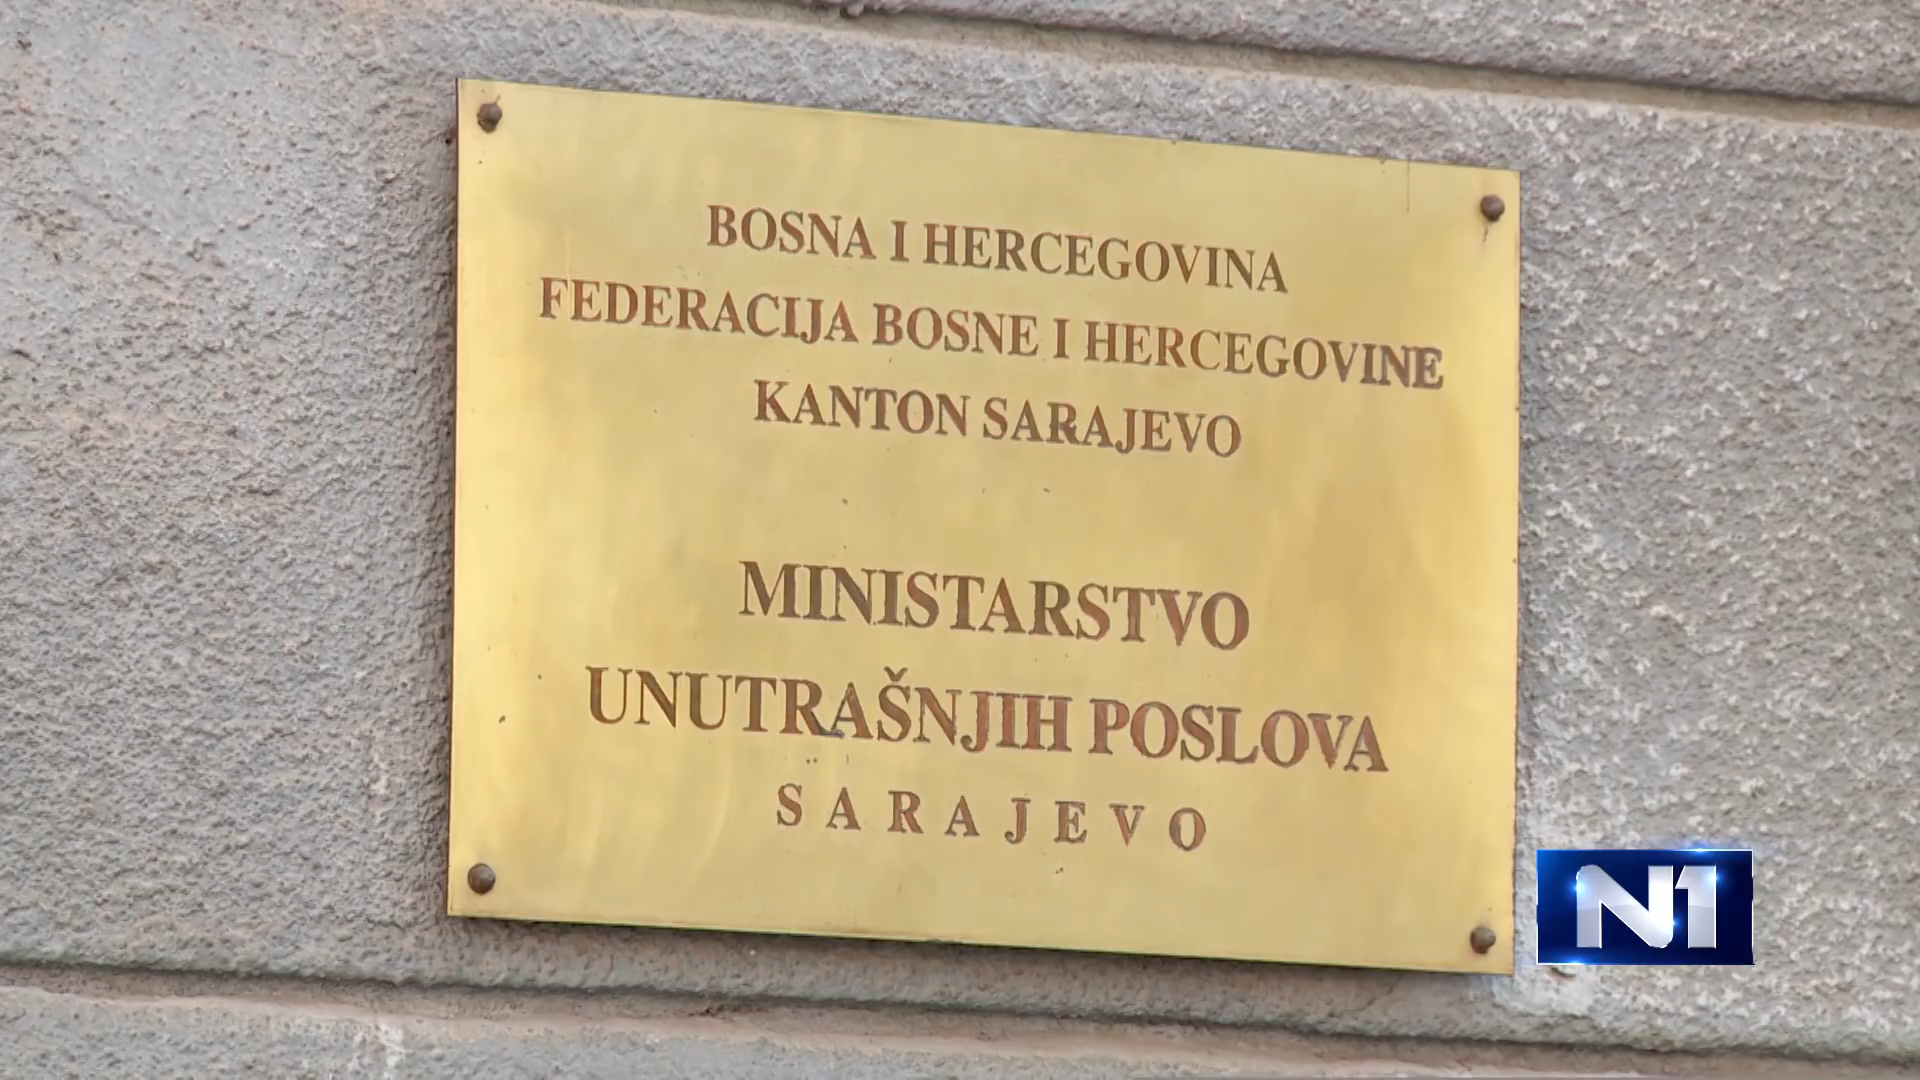 BOSNA I HERCEGOVINA
FEDERACIJA BOSNE I HERCEGOVINE
KANTON SARAJEVO
MINISTARSTVO
UNUTRAŠNJIH POSLOVA
SARAJEVO
N1